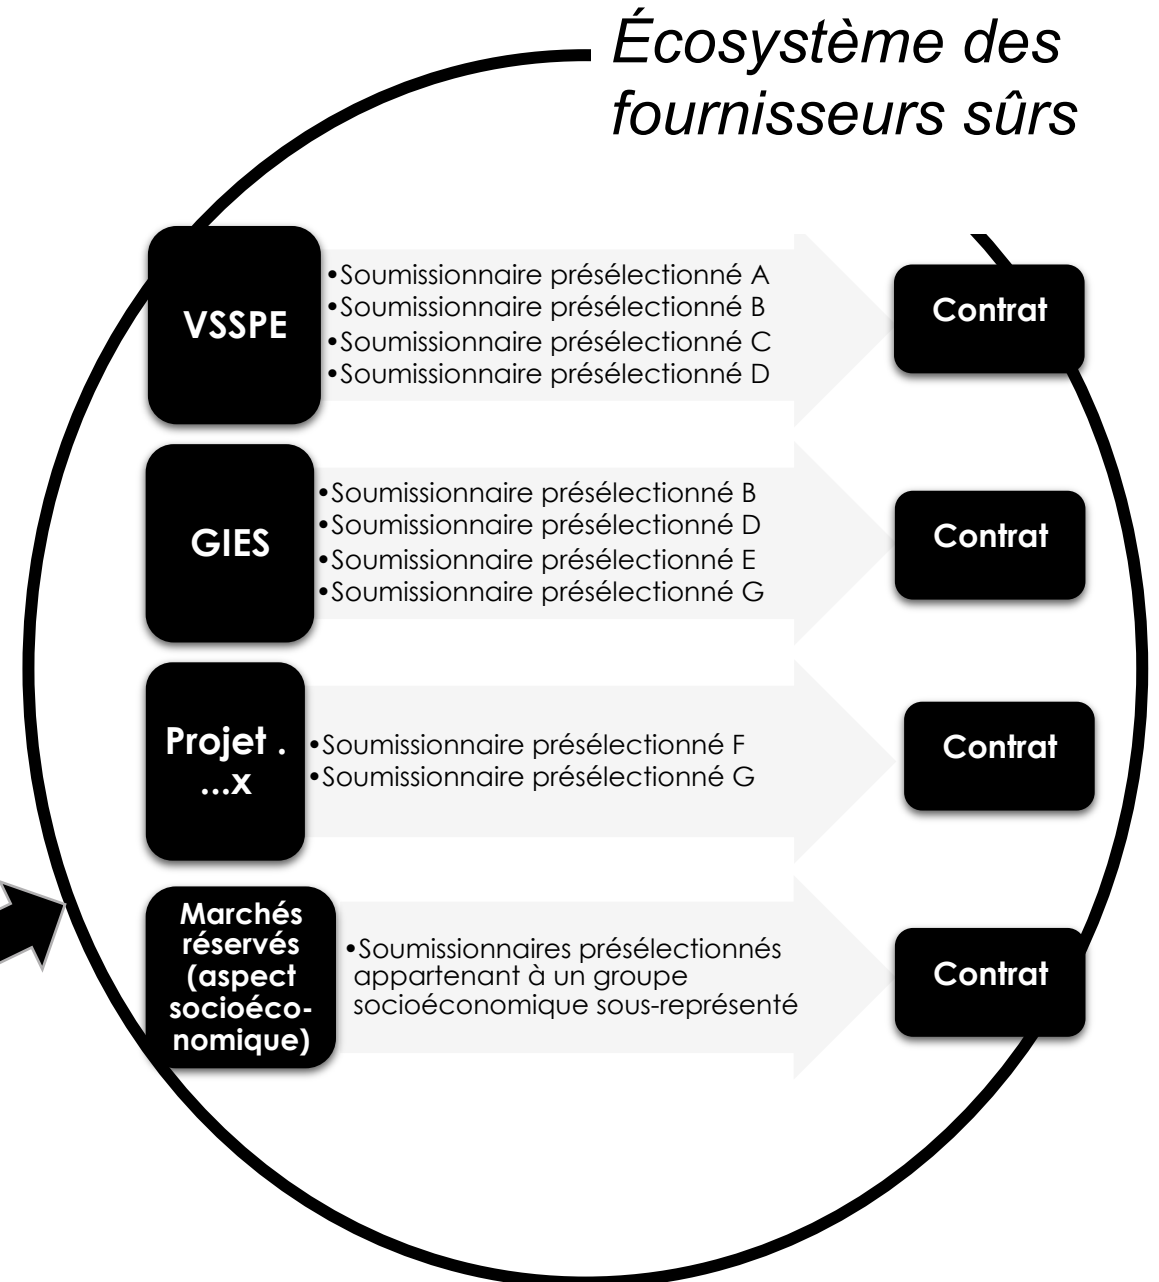 Écosystème des
fournisseurs sûrs
VSSPE
•Soumissionnaire présélectionné A
•Soumissionnaire présélectionné B
•Soumissionnaire présélectionné C
•Soumissionnaire présélectionné D
Contrat
GIES
•Soumissionnaire présélectionné B
•Soumissionnaire présélectionné D
•Soumissionnaire présélectionné E
•Soumissionnaire présélectionné G
Contrat
Projet .
...x
•Soumissionnaire présélectionné F
•Soumissionnaire présélectionné G
Contrat
Marchés
réservés
(aspect
socioéco-
nomique)
•Soumissionnaires présélectionnés
appartenant à un groupe
socioéconomique sous-représenté
Contrat